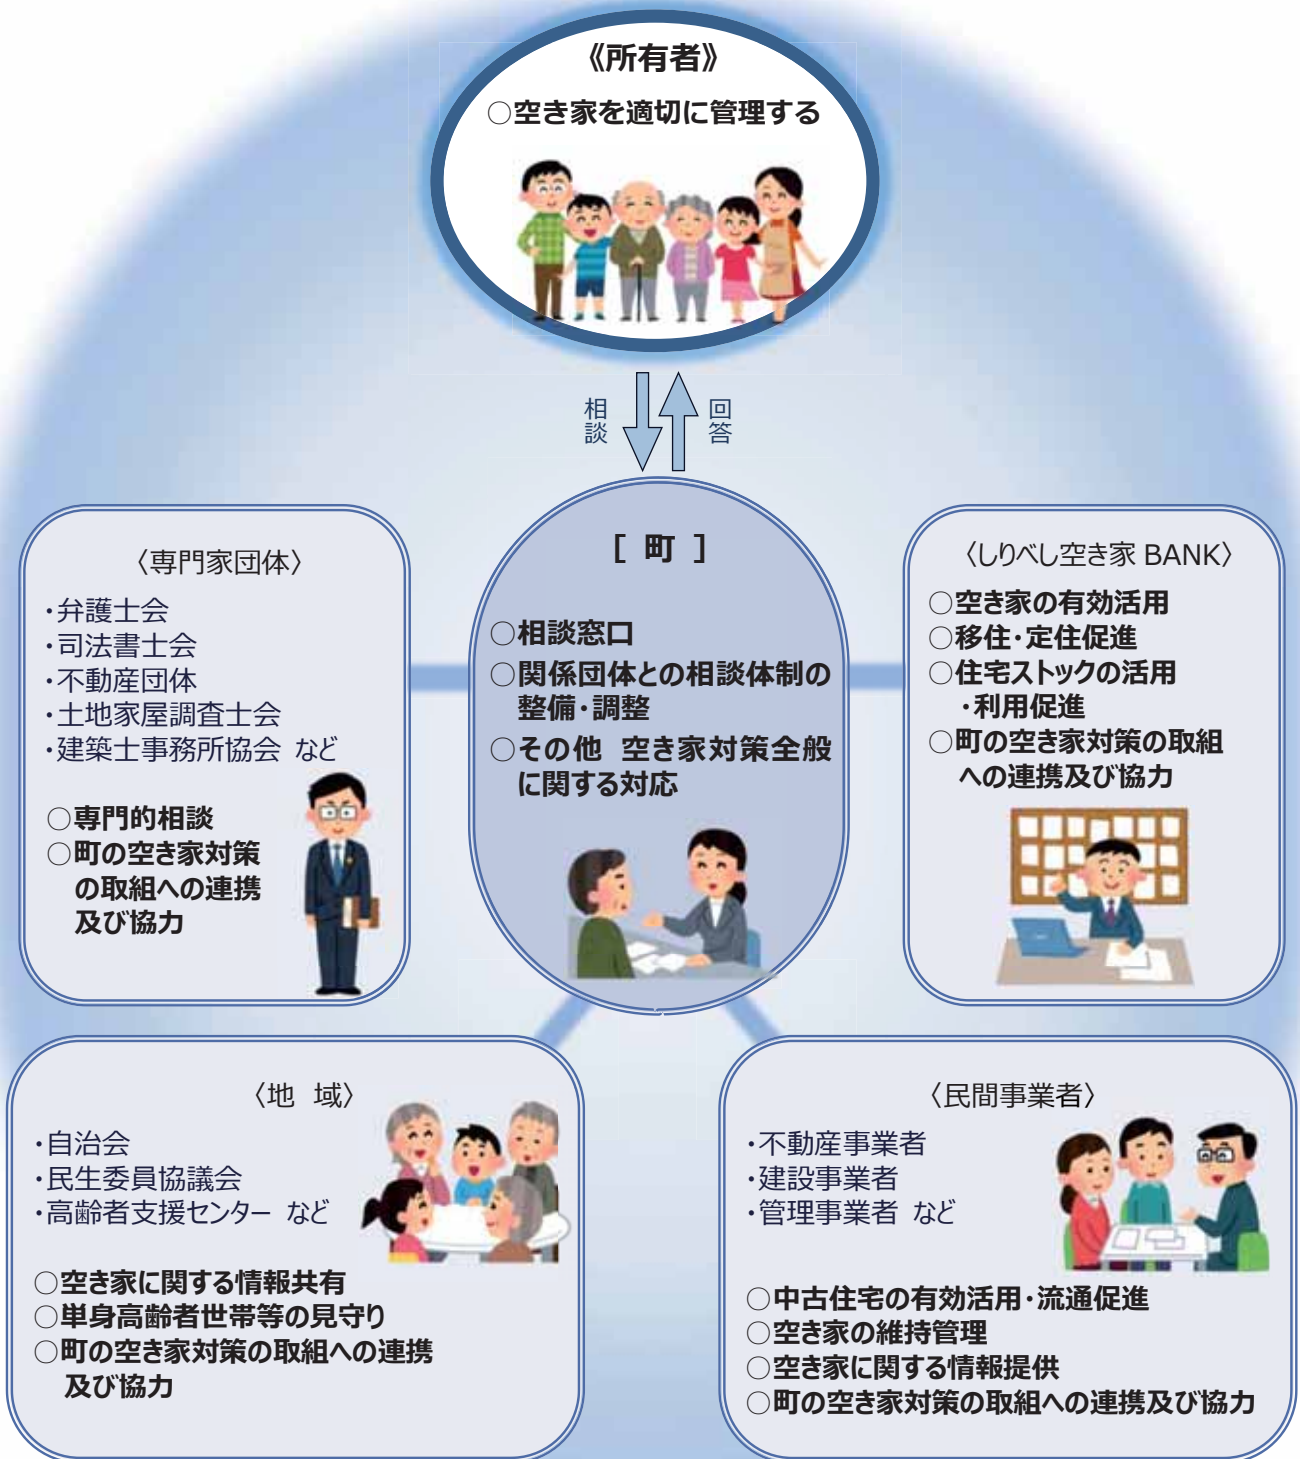 《所有者》
○空き家を適切に管理する
相談
回答
[ 町 ]
○相談窓口
○関係団体との相談体制の
整備・調整
○その他 空き家対策全般
に関する対応
〈専門家団体〉
・弁護士会
・司法書士会
・不動産団体
・土地家屋調査士会
・建築士事務所協会 など
○専門的相談
○町の空き家対策
の取組への連携
及び協力
〈しりべし空き家 BANK〉
○空き家の有効活用
○移住・定住促進
○住宅ストックの活用
・利用促進
○町の空き家対策の取組
への連携及び協力
〈地 域〉
・自治会
・民生委員協議会
・高齢者支援センター など
○空き家に関する情報共有
○単身高齢者世帯等の見守り
○町の空き家対策の取組への連携
及び協力
〈民間事業者〉
・不動産事業者
・建設事業者
・管理事業者 など
○中古住宅の有効活用・流通促進
○空き家の維持管理
○空き家に関する情報提供
○町の空き家対策の取組への連携及び協力